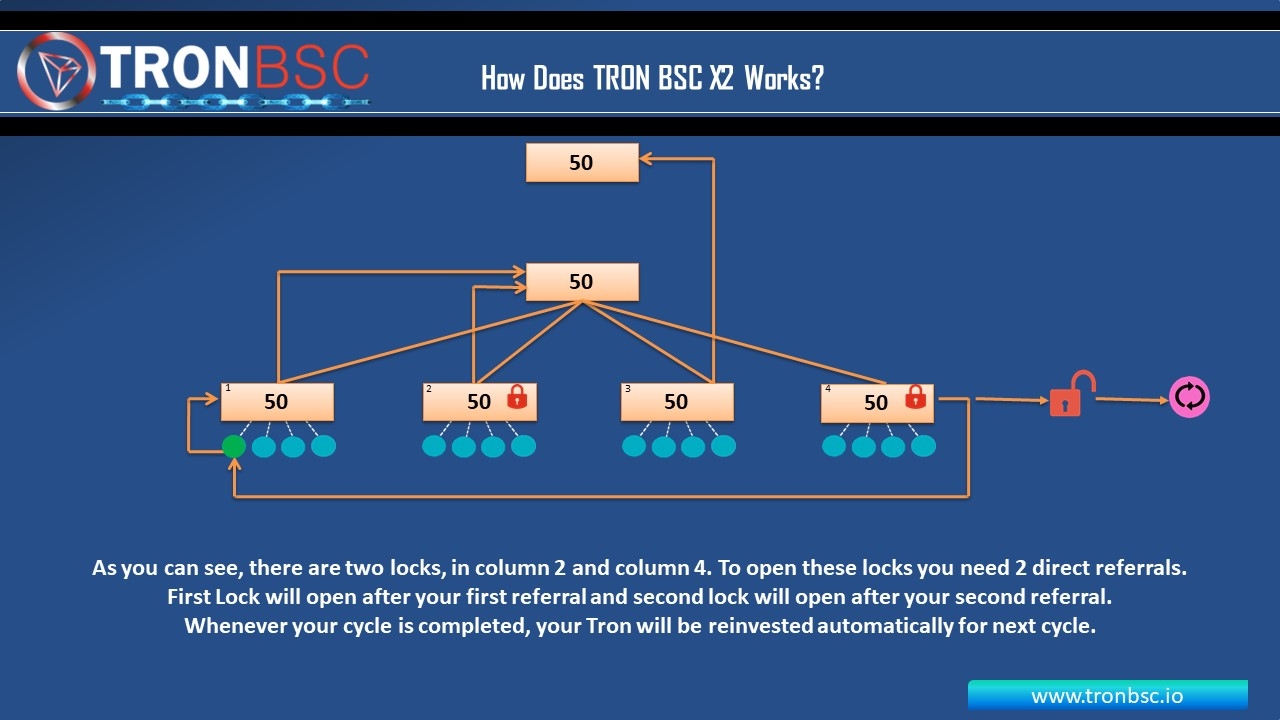 TRONBSC
How Does TRON BSC X2 Works?
50
50
1
50
2
50
3
50
4
50
As you can see, there are two locks, in column 2 and column 4. To open these locks you need 2 direct referrals.
First Lock will open after your first referral and second lock will open after your second referral.
Whenever your cycle is completed, your Tron will be reinvested automatically for next cycle.
www.tronbsc.io